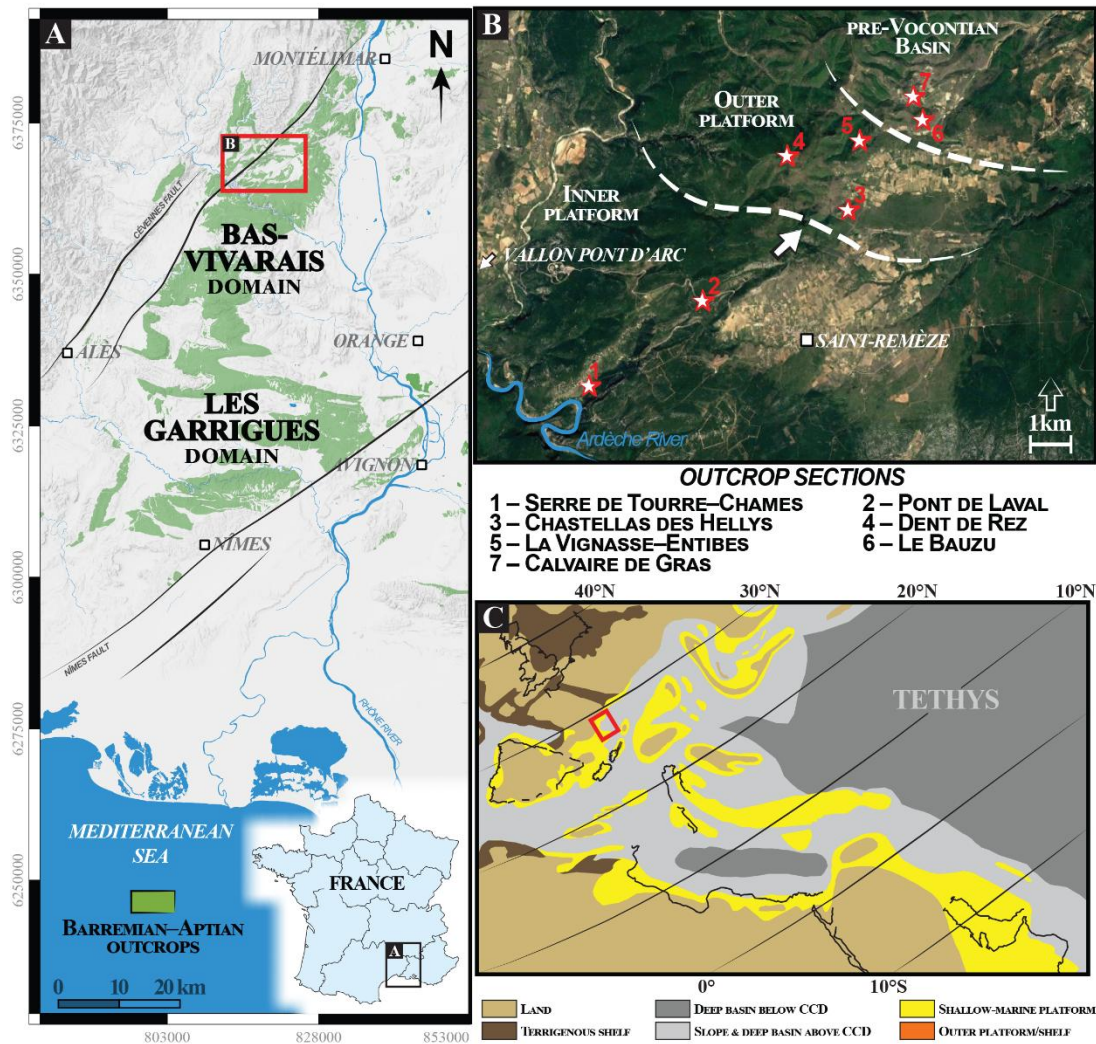 A
N
MONTÉLIMAR
B
CÉVENNES FAULT
BAS-
VIVARAIS
DOMAIN
ORANGE
ALÈS
LES
GARRIGUES
DOMAIN
AVIGNON
NÎMES
NÎMES FAULT
RHÔNE RIVER
MEDITERRANEAN
SEA
FRANCE
A
BARREMIAN–APTIAN
OUTCROPS
0 10 20 km
6375000
6350000
6325000
6300000
6275000
6250000
803000 828000 853000
B
PRE-VOCONTIAN
BASIN
OUTER
PLATFORM
INNER
PLATFORM
VALLON PONT D'ARC
SAINT-REMÈZE
Ardèche River
1km
7
6
5
4
3
2
1
OUTCROP SECTIONS
1 – SERRE DE TOURRE–CHAMES 2 – PONT DE LAVAL
3 – CHASTELLAS DES HELLYS 4 – DENT DE REZ
5 – LA VIGNASSE–ENTIBES 6 – LE BAUZU
7 – CALVAIRE DE GRAS
40°N 30°N 20°N 10°N
C
TETHYS
0° 10°S
LAND DEEP BASIN BELOW CCD SHALLOW-MARINE PLATFORM
TERRIGENOUS SHELF SLOPE & DEEP BASIN ABOVE CCD OUTER PLATFORM/SHELF